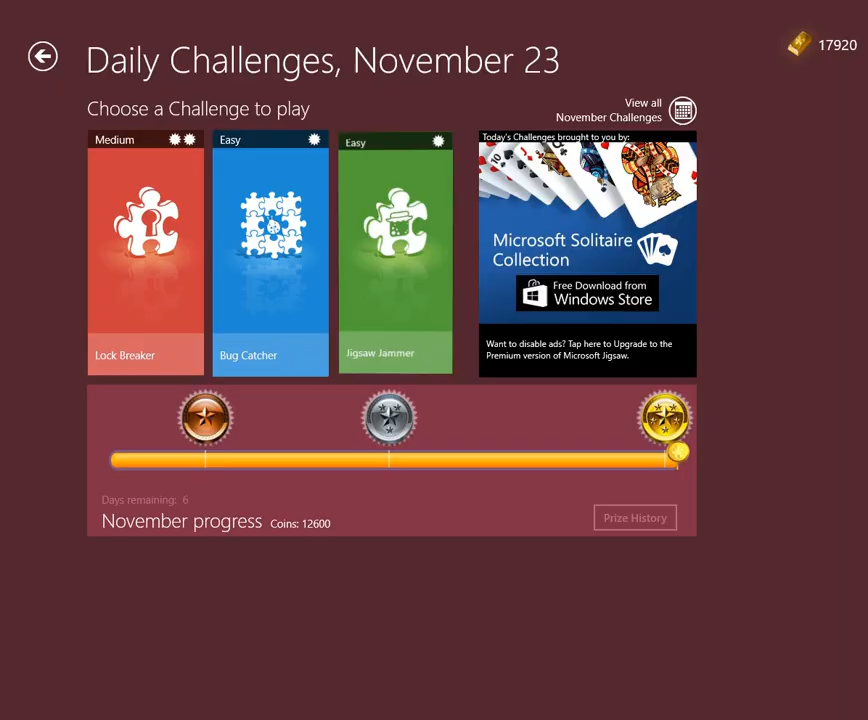 Daily Challenges, November 23
17920
Choose a Challenge to play
View all
November Challenges
Medium
Lock Breaker
Easy
Bug Catcher
Easy
Jigsaw Jammer
Today's Challenges brought to you by:
10
J
K
Microsoft Solitaire
Collection
Free Download from
Windows Store
Want to disable ads? Tap here to Upgrade to the
Premium version of Microsoft Jigsaw.
Days remaining: 6
November progress Coins: 12600
Prize History